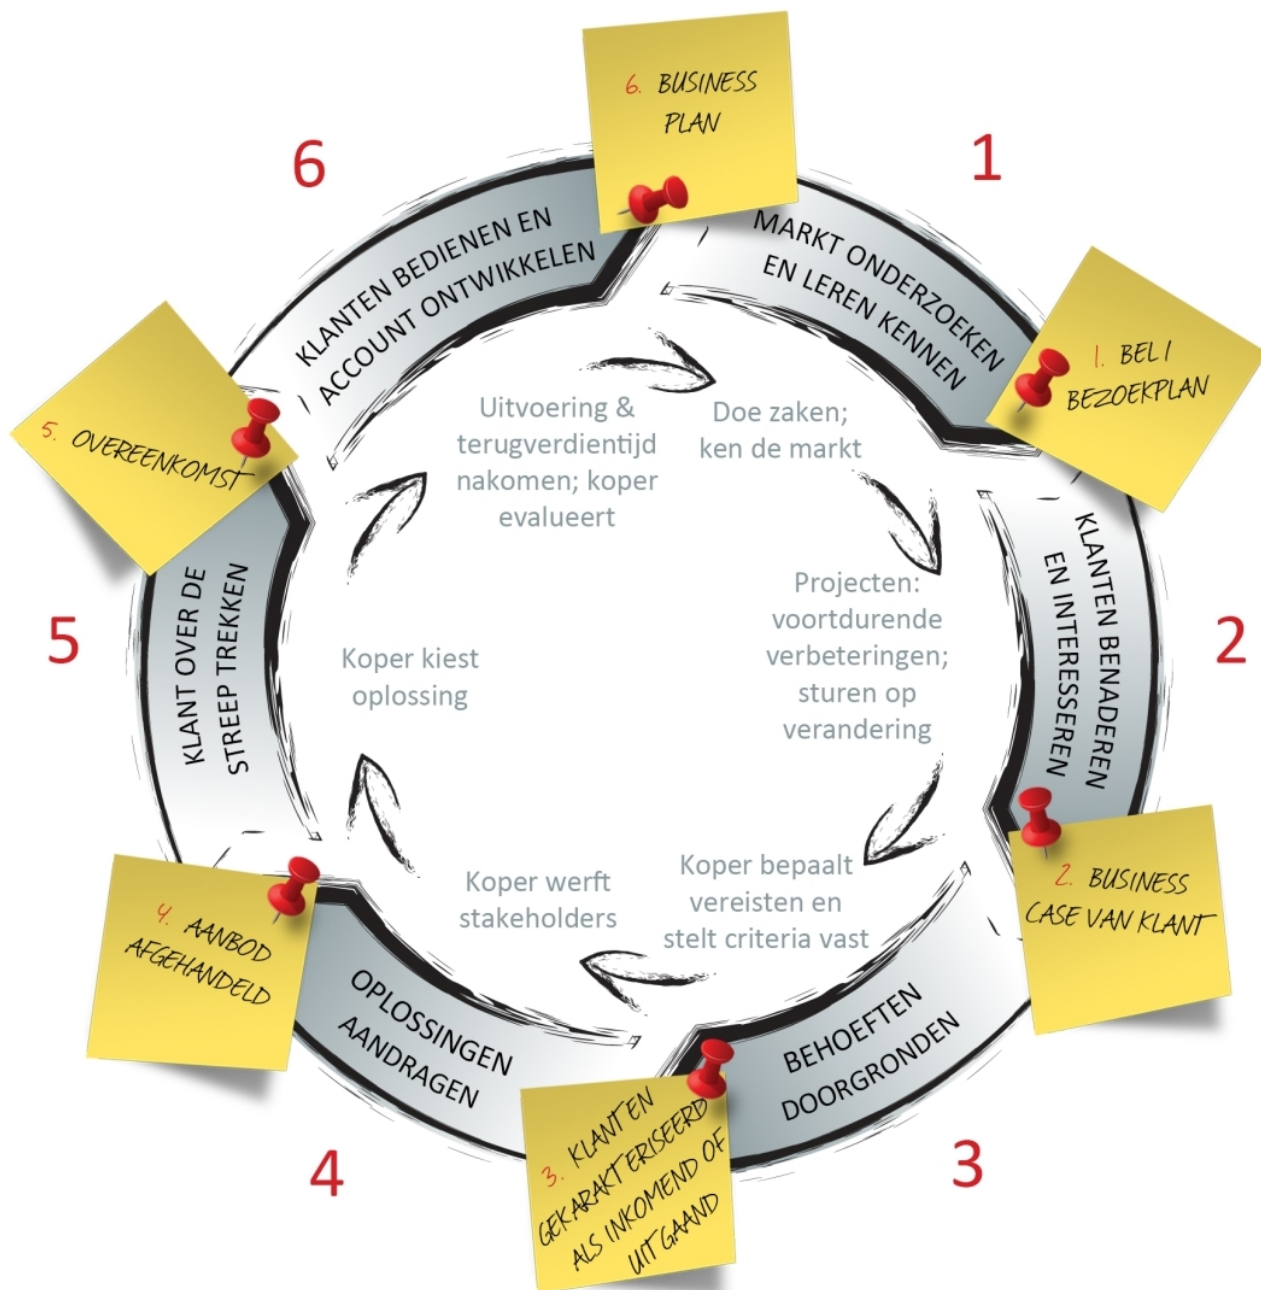 6. BUSINESS
PLAN
1
MARKT ONDERZOEKEN
EN LEREN KENNEN
1. BEL I
BEZOEKPLAN
2
KLANTEN BENADEREN
EN INTERESSEREN
2. BUSINESS
CASE VAN KLANT
3
BEHOEFTEN
DOORGRONDEN
3. KLANTEN
GEKARAKTERISEERD
ALS INKOMEND OF
UITGAAND
4
OPLOSSINGEN
AANDRAGEN
4. AANBOD
AFGEHANDELD
5
KLANT OVER DE
STREEP TREKKEN
5. OVEREENKOMST
6
KLANTEN BEDIENEN EN
ACCOUNT ONTWIKKELEN
Doe zaken;
ken de markt
Projecten:
voortdurende
verbeteringen;
sturen op
verandering
Koper bepaalt
vereisten en
stelt criteria vast
Koper werft
stakeholders
Koper kiest
oplossing
Uitvoering &
terugverdientijd
nakomen; koper
evalueert